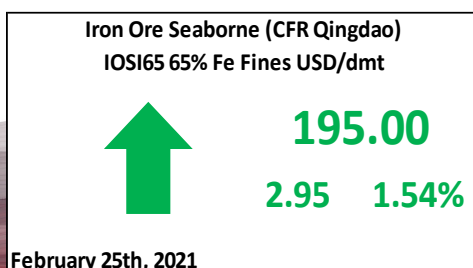 Iron Ore Seaborne (CFR Qingdao)
IOSI65 65% Fe Fines USD/dmt
195.00
2.95 1.54%
February 25th, 2021